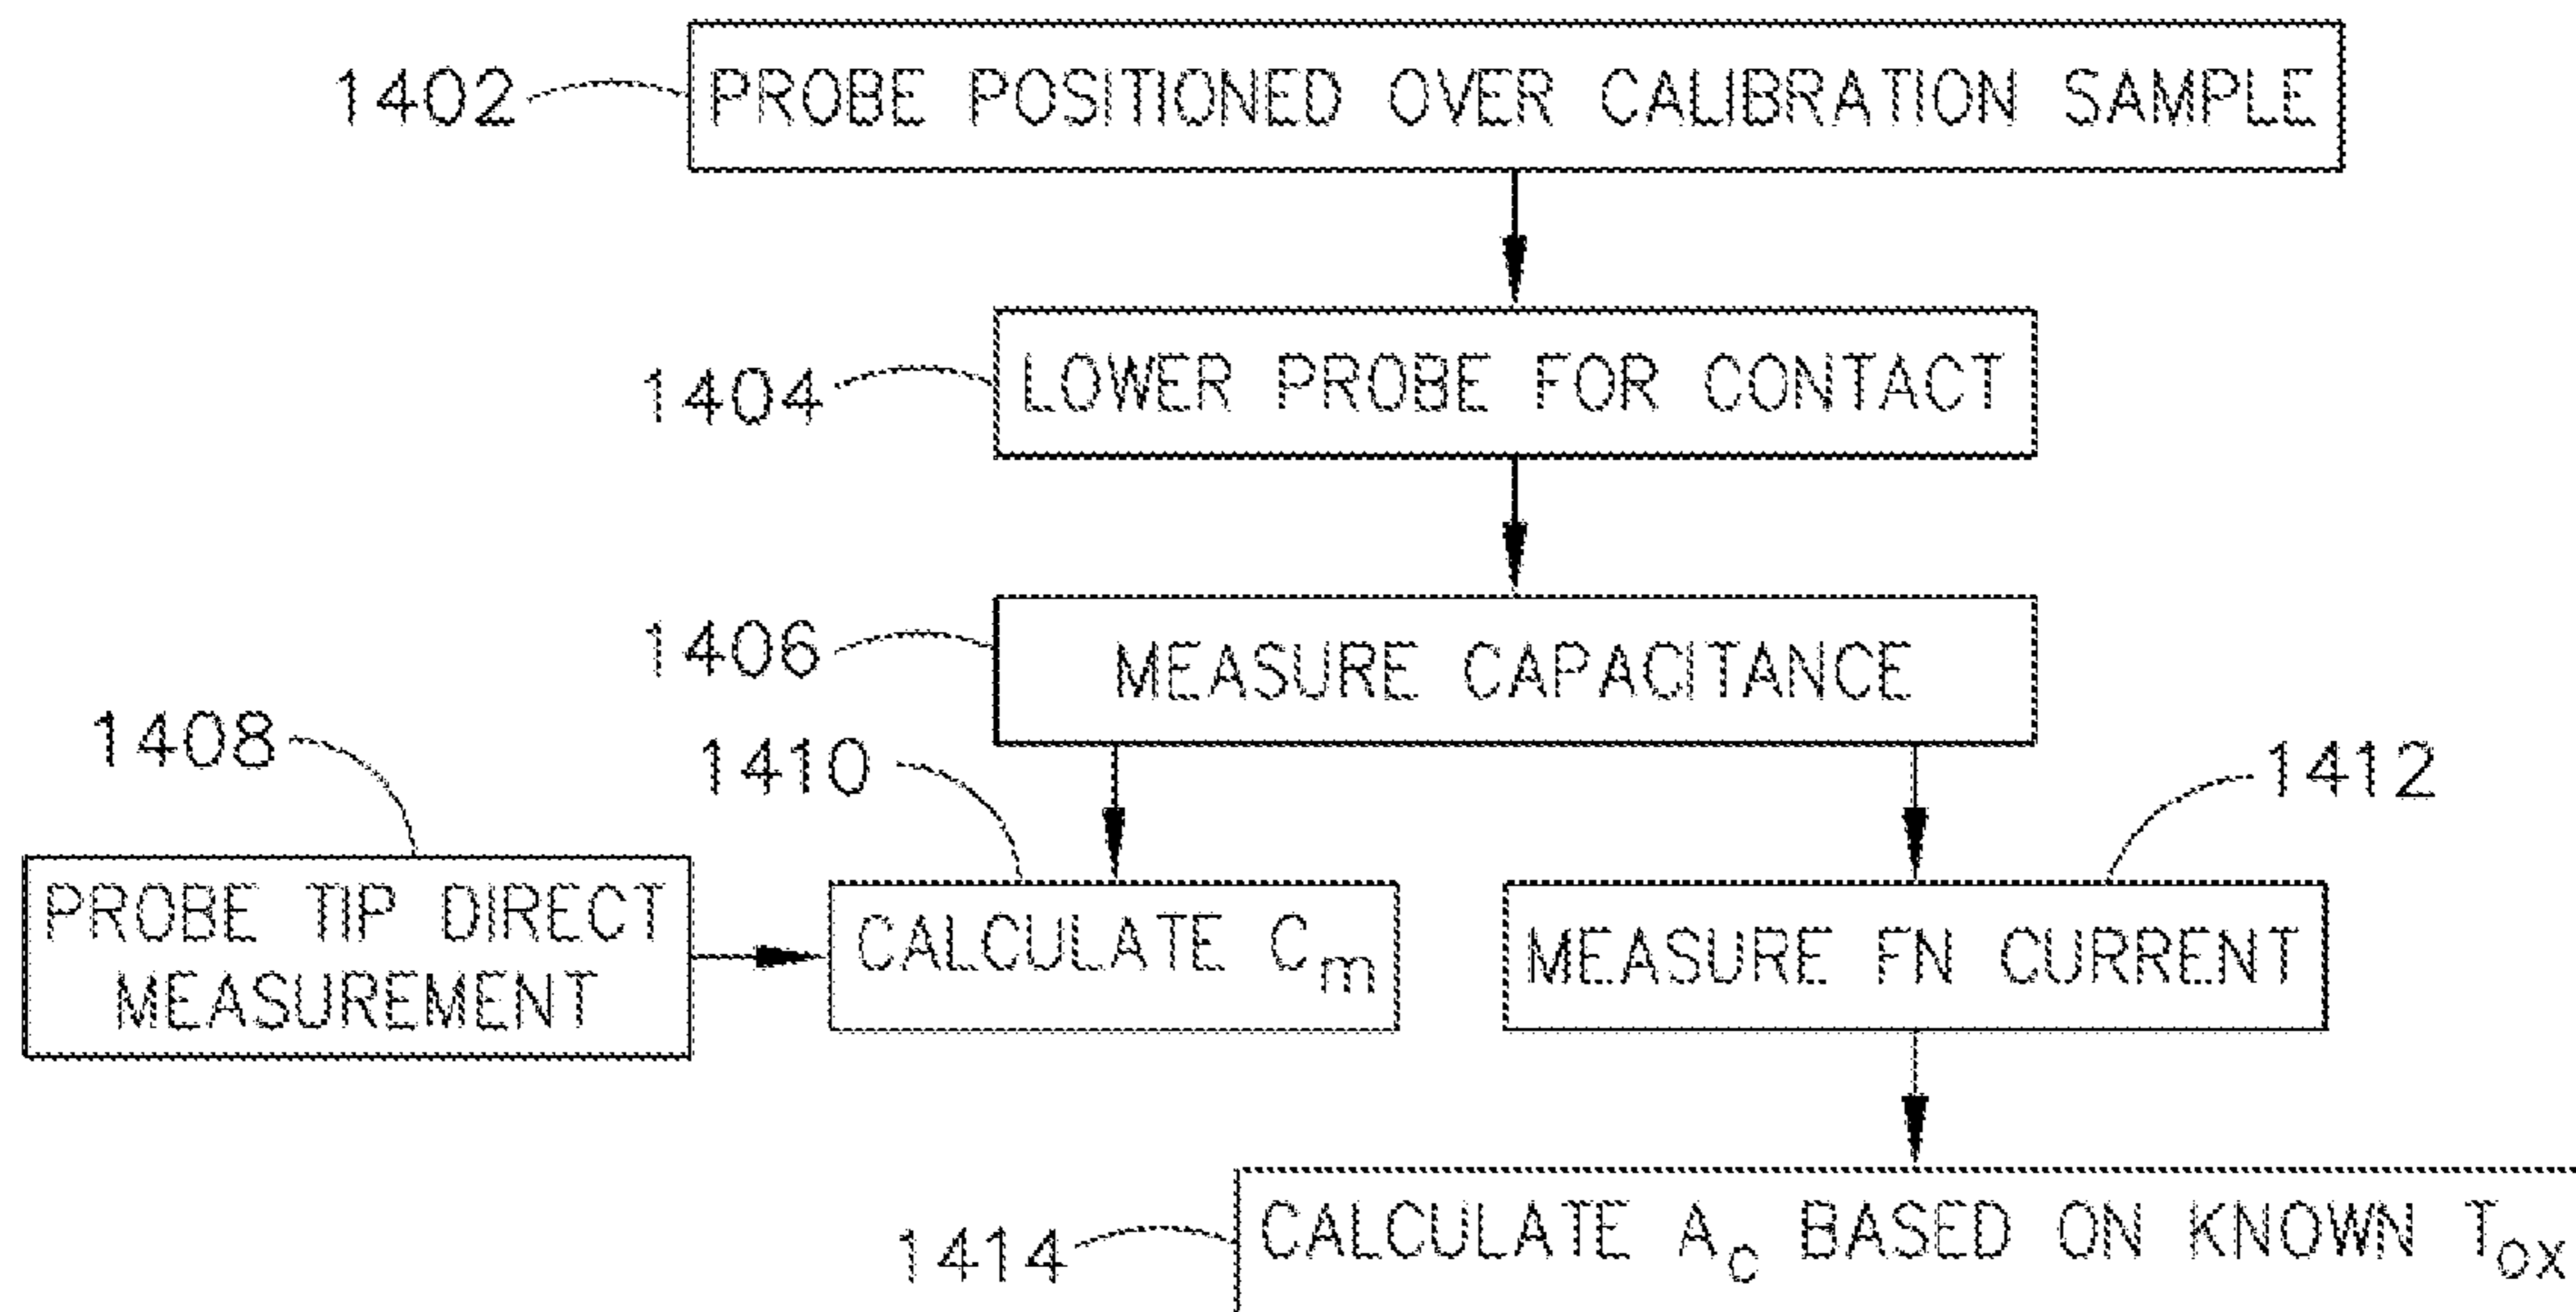 1402
PROBE POSITIONED OVER CALIBRATION SAMPLE
1404
LOWER PROBE FOR CONTACT
1406
MEASURE CAPACITANCE
1408
PROBE TIP DIRECT
MEASUREMENT
1410
CALCULATE Cm
1412
MEASURE FN CURRENT
1414
CALCULATE Ac BASED ON KNOWN Tox